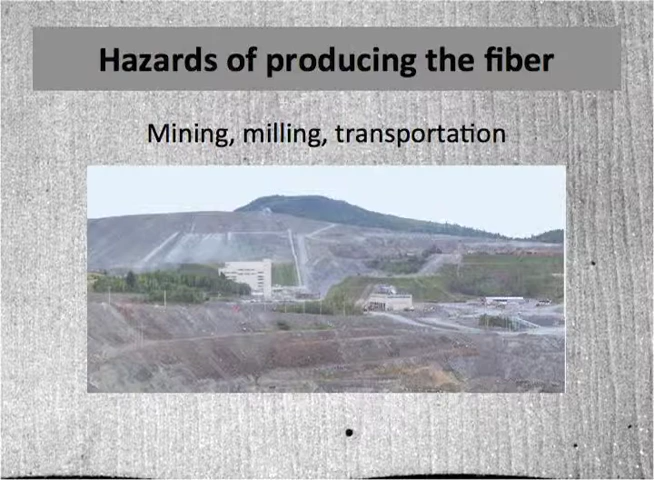 Hazards of producing the fiber
Mining, milling, transportation